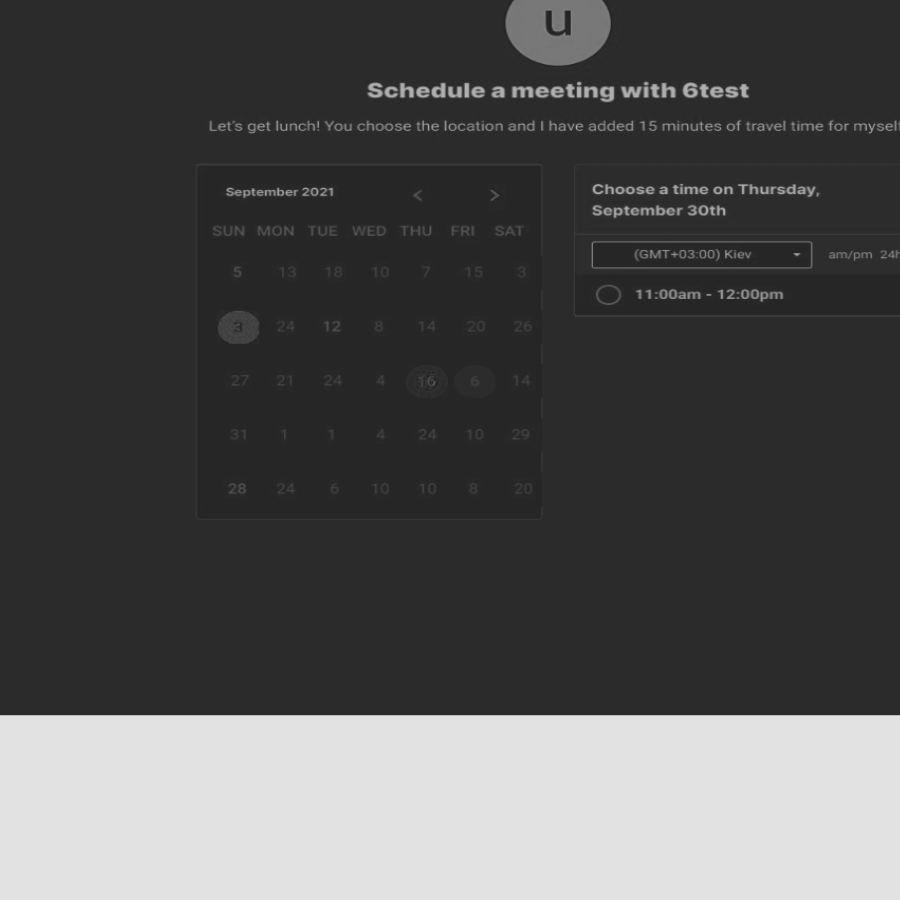 u
Schedule a meeting with 6test
Let's get lunch! You choose the location and I have added 15 minutes of travel time for mysel
September 2021 < >
SUN MON TUE WED THU FRI SAT
5 13 18 10 7 15 3
3 24 12 8 14 20 26
27 21 24 4 16 6 14
31 1 1 4 24 10 29
28 24 6 10 10 8 20
Choose a time on Thursday,
September 30th
(GMT+03:00) Kiev am/pm 24h
11:00am - 12:00pm